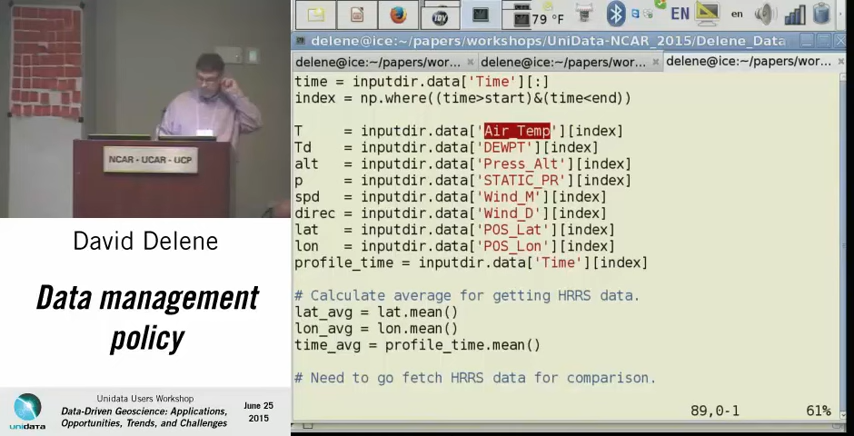 NCAR - UCAR - UCP
David Delene
Data management
policy
unidata
Unidata Users Workshop
Data-Driven Geoscience: Applications,
Opportunities, Trends, and Challenges
June 25
2015
IDV
79 °F
EN
en
delene@ice:~/papers/workshops/UniData-NCAR_2015/Delene_Data
delene@ice:~/papers/wor...
delene@ice:~/papers/wor...
delene@ice:~/papers/wor...
time = inputdir.data['Time'][:]
index = np.where((time>start)&(time<end))
T = inputdir.data['Air_Temp'][index]
Td = inputdir.data['DEWPT'][index]
alt = inputdir.data['Press_Alt'][index]
p = inputdir.data['STATIC_PR'][index]
spd = inputdir.data['Wind_M'][index]
direc = inputdir.data['Wind_D'][index]
lat = inputdir.data['POS_Lat'][index]
lon = inputdir.data['POS_Lon'][index]
profile_time = inputdir.data['Time'][index]
# Calculate average for getting HRRS data.
lat_avg = lat.mean()
lon_avg = lon.mean()
time_avg = profile_time.mean()
# Need to go fetch HRRS data for comparison.
89,0-1 61%